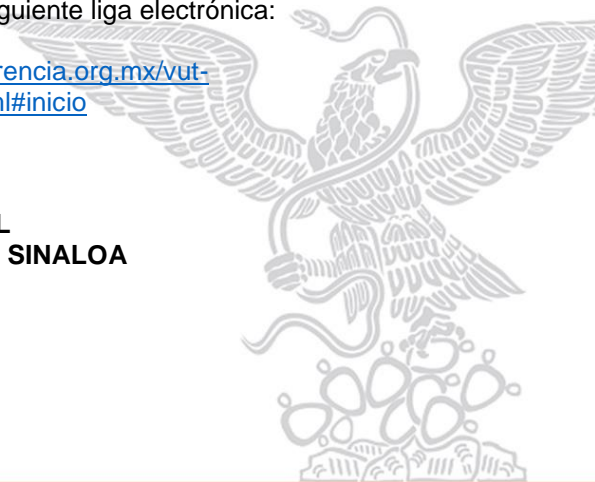 guiente liga electrónica:
rencia.org.mx/vut-
l#inicio
L
SINALOA